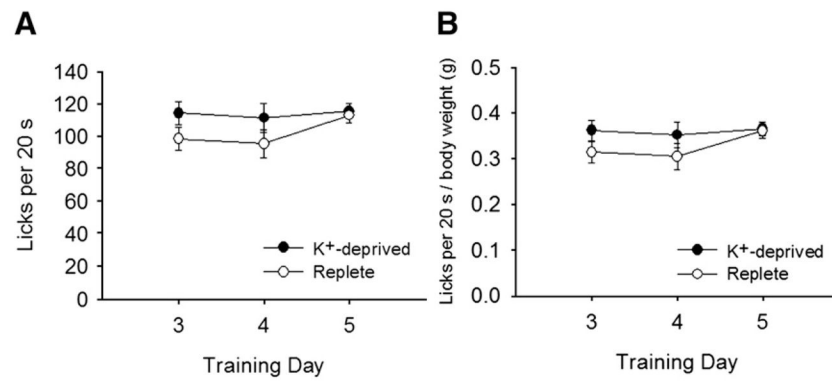 A
Licks per 20 s
140
120
100
80
60
40
20
0
K⁺-deprived
Replete
3 4 5
Training Day
B
Licks per 20 s / body weight (g)
0.5
0.4
0.3
0.2
0.1
0.0
K⁺-deprived
Replete
3 4 5
Training Day